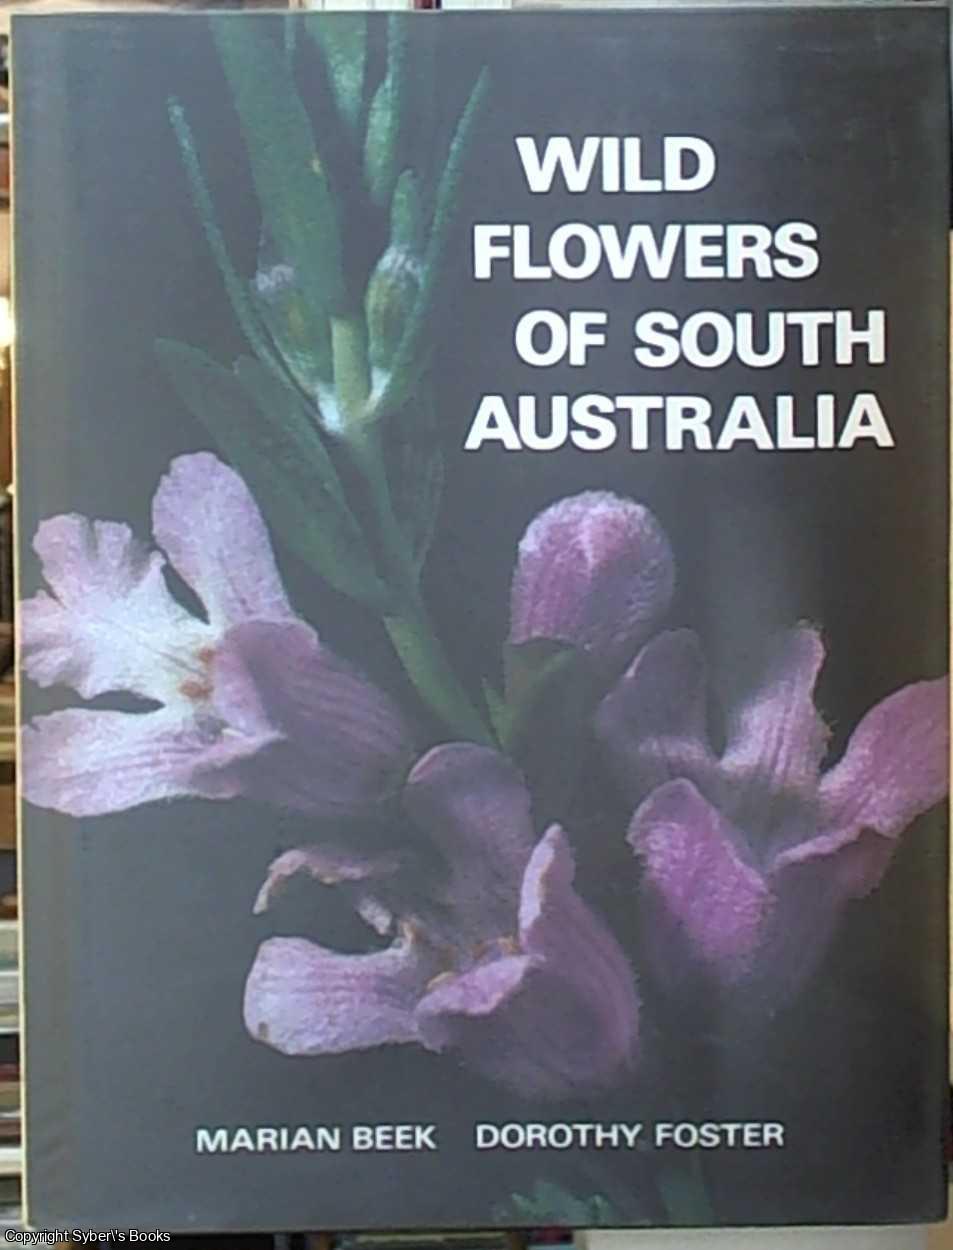 WILD
FLOWERS
OF SOUTH
AUSTRALIA
MARIAN BEEK DOROTHY FOSTER
Copyright Syber\'s Books